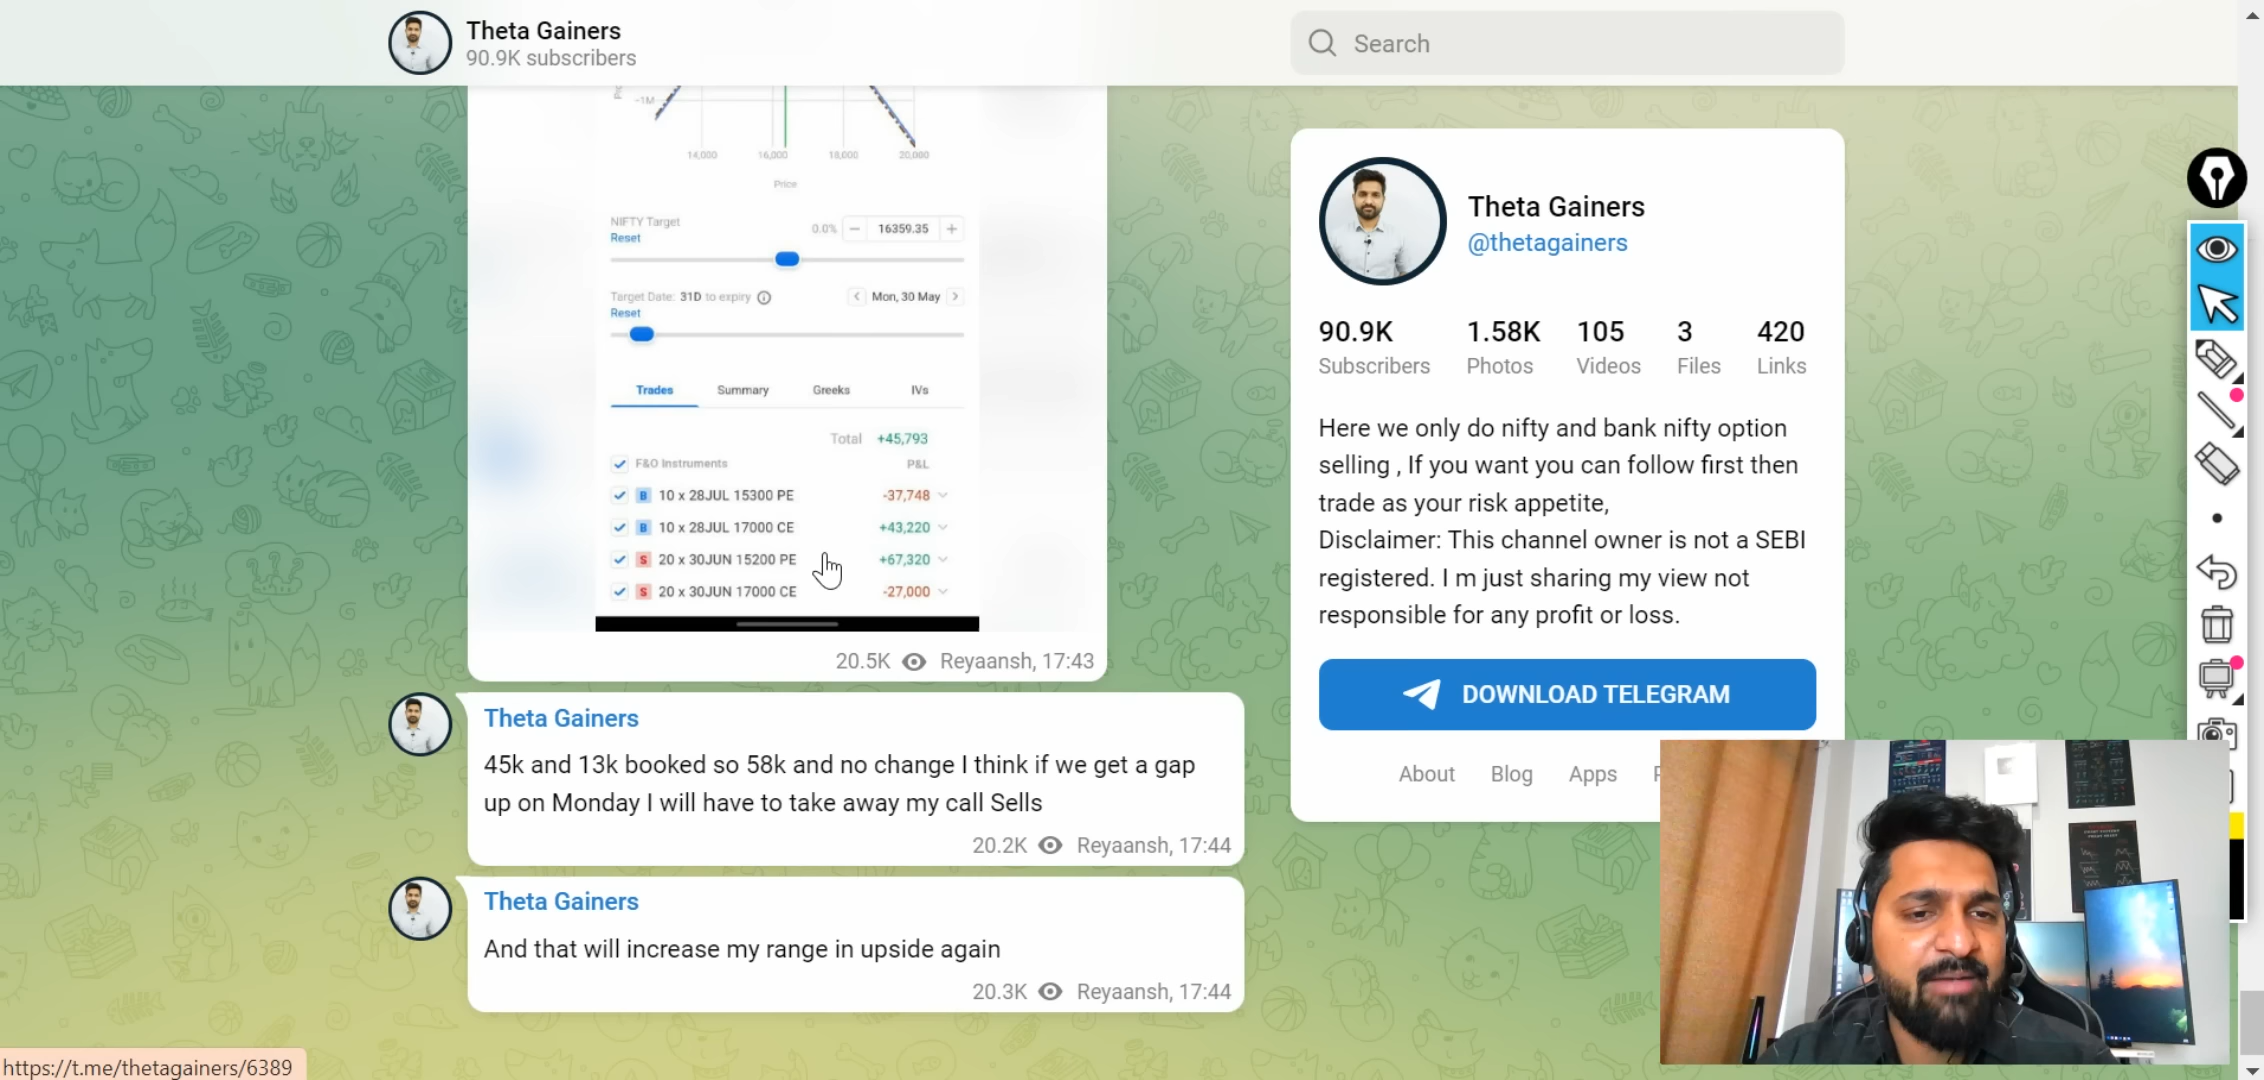 Theta Gainers
90.9K subscribers
Search
-1M
14,000 16,000 18,000 20,000
Price
NIFTY Target
Reset
0.0% − 16359.35 +
Target Date: 31D to expiry
Reset
< Mon, 30 May >
Trades Summary Greeks IVs
Total +45,793
F&O Instruments P&L
B 10 x 28JUL 15300 PE -37,748
B 10 x 28JUL 17000 CE +43,220
S 20 x 30JUN 15200 PE +67,320
S 20 x 30JUN 17000 CE -27,000
20.5K Reyaansh, 17:43
Theta Gainers
45k and 13k booked so 58k and no change I think if we get a gap
up on Monday I will have to take away my call Sells
20.2K Reyaansh, 17:44
Theta Gainers
And that will increase my range in upside again
20.3K Reyaansh, 17:44
https://t.me/thetagainers/6389
Theta Gainers
@thetagainers
90.9K 1.58K 105 3 420
Subscribers Photos Videos Files Links
Here we only do nifty and bank nifty option
selling , If you want you can follow first then
trade as your risk appetite,
Disclaimer: This channel owner is not a SEBI
registered. I m just sharing my view not
responsible for any profit or loss.
DOWNLOAD TELEGRAM
About Blog Apps